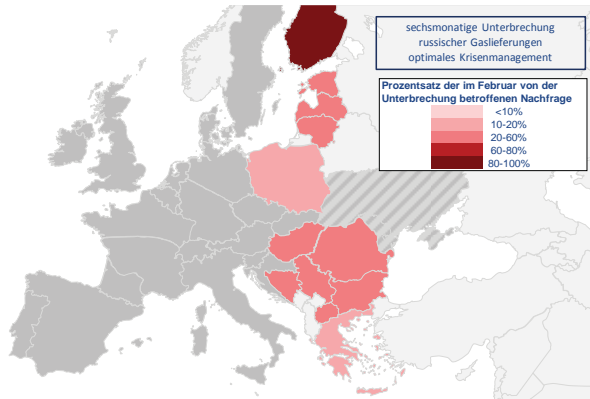 sechsmonatige Unterbrechung
russischer Gaslieferungen
optimales Krisenmanagement
Prozentsatz der im Februar von der
Unterbrechung betroffenen Nachfrage
<10%
10-20%
20-60%
60-80%
80-100%